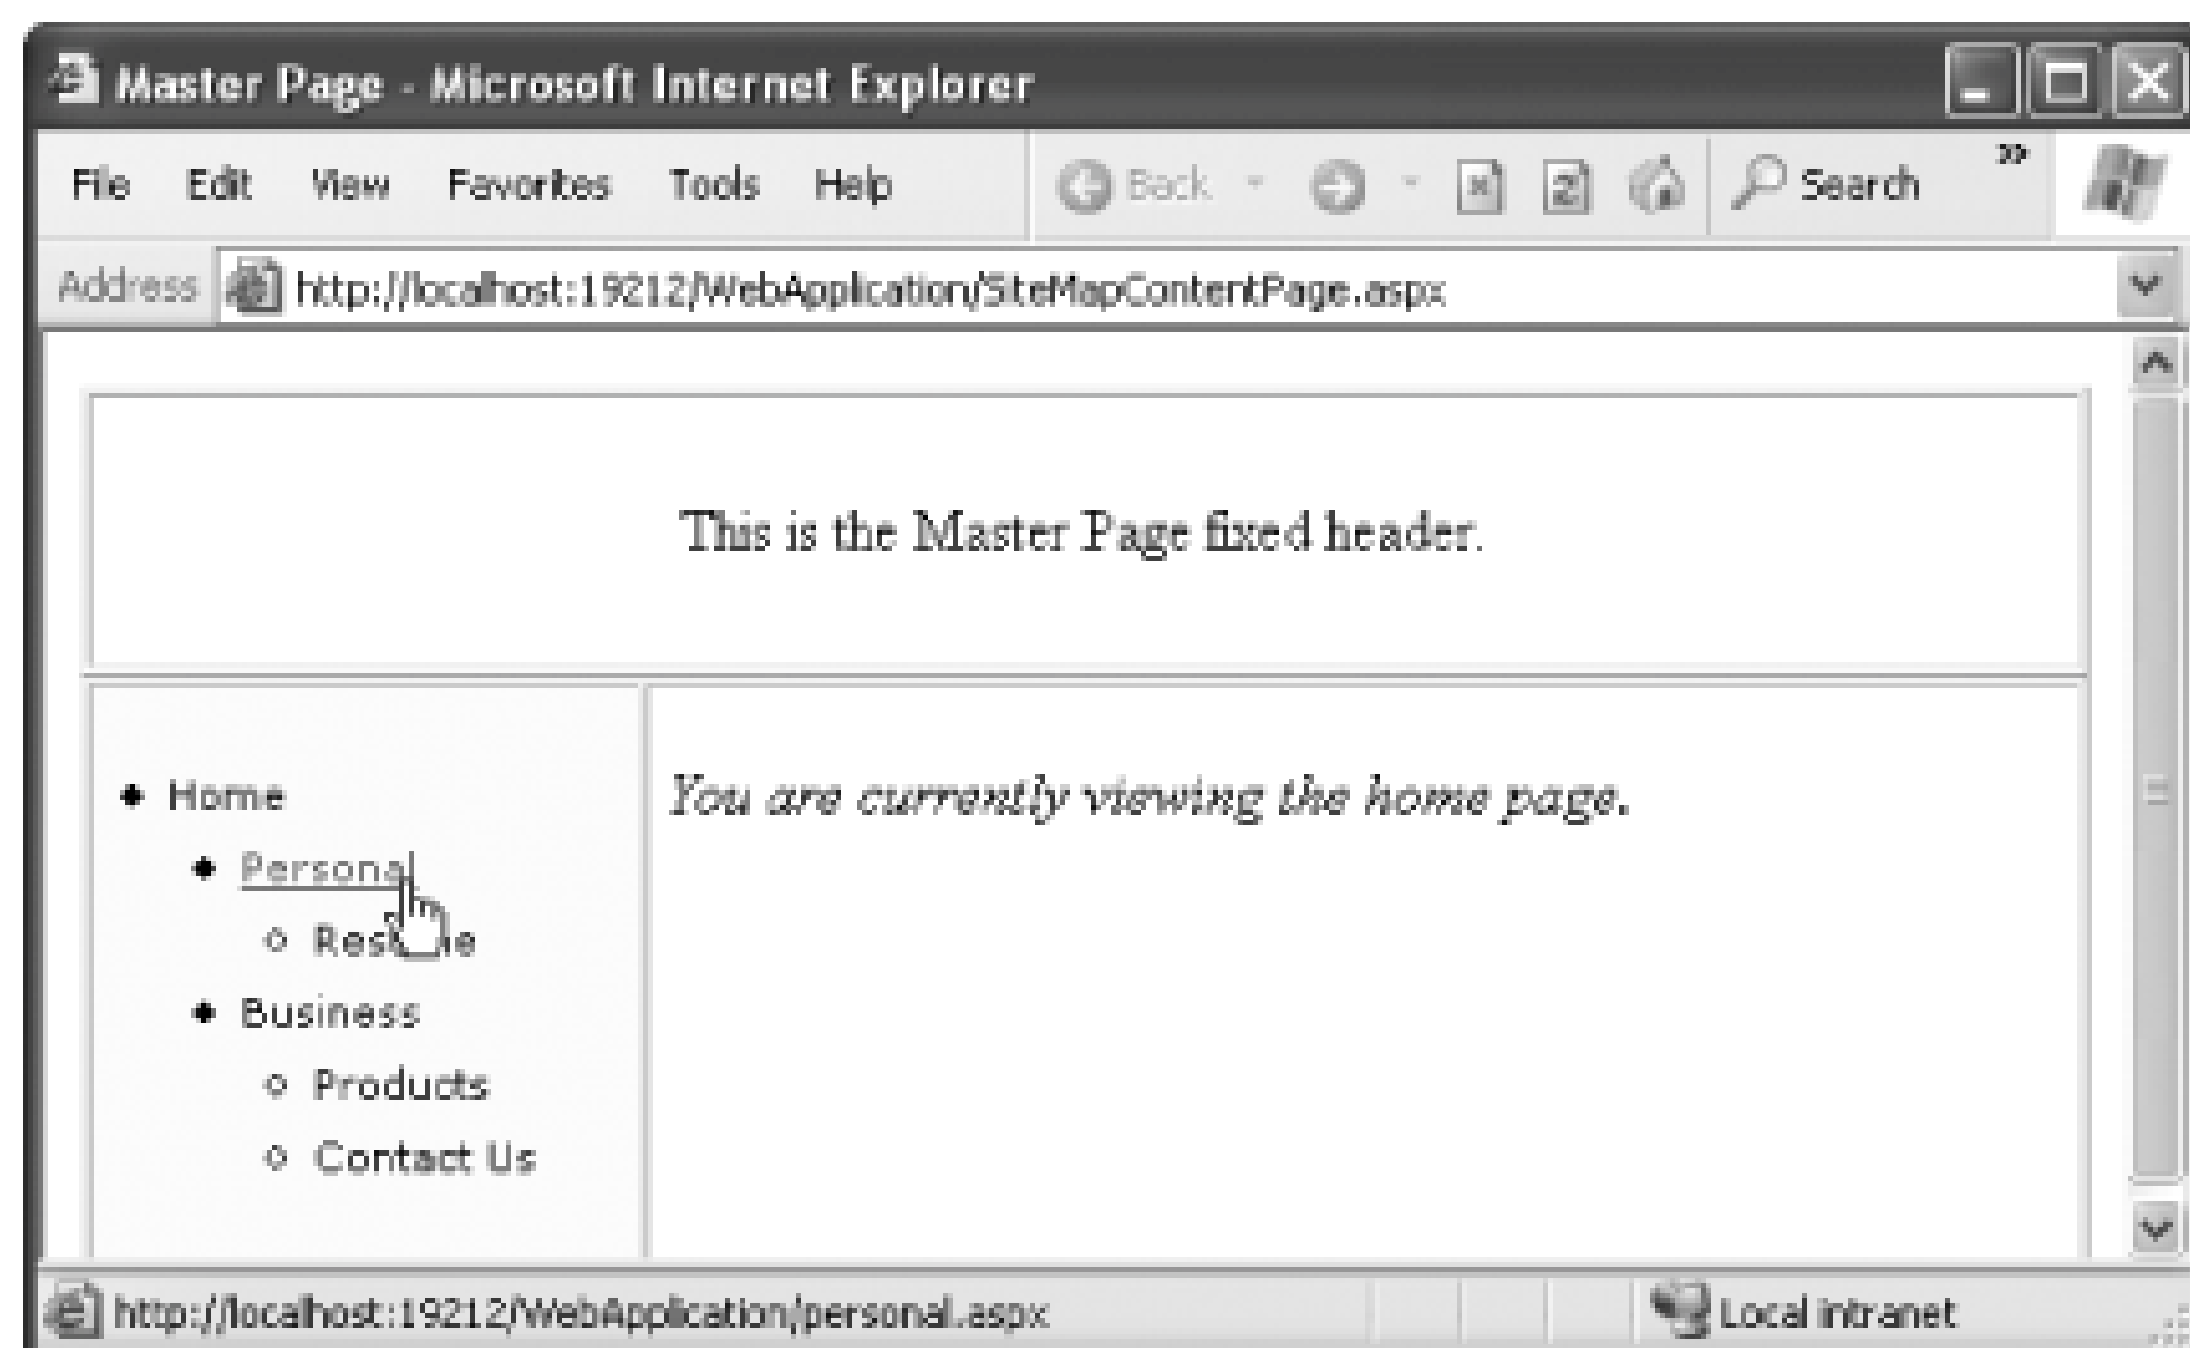 Master Page - Microsoft Internet Explorer
File Edit View Favorites Tools Help Back Search »
Address http://localhost:19212/WebApplication/SiteMapContentPage.aspx
This is the Master Page fixed header.
Home
You are currently viewing the home page.
Personal
Business
Products
Contact Us
http://localhost:19212/WebApplication/personal.aspx Local intranet